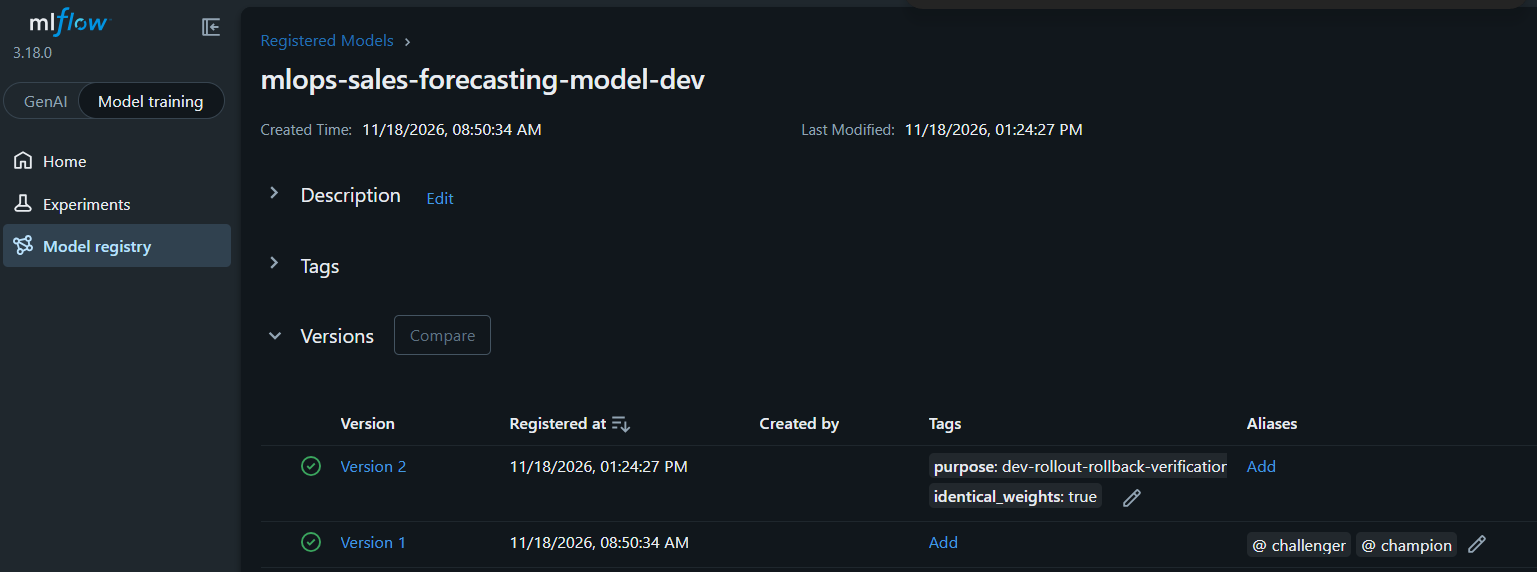 mlflow
3.18.0
GenAI Model training
Home
Experiments
Model registry
Registered Models
mlops-sales-forecasting-model-dev
Created Time: 11/18/2026, 08:50:34 AM Last Modified: 11/18/2026, 01:24:27 PM
Description Edit
Tags
Versions Compare
Version Registered at Created by Tags Aliases
Version 2 11/18/2026, 01:24:27 PM purpose: dev-rollout-rollback-verification Add
identical_weights: true
Version 1 11/18/2026, 08:50:34 AM Add @ challenger @ champion